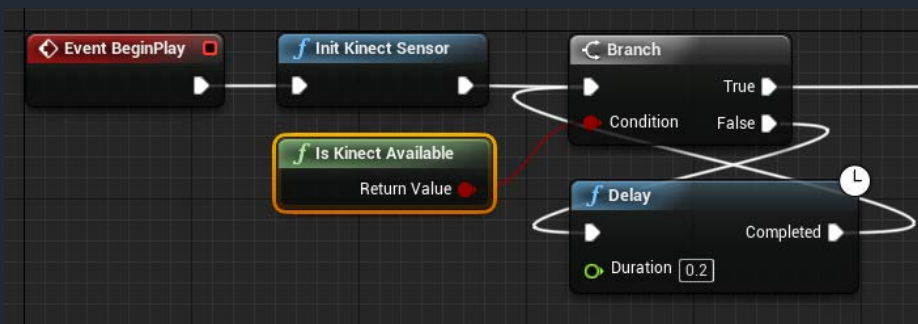 Event BeginPlay
Init Kinect Sensor
Branch
True
Condition
False
Is Kinect Available
Return Value
Delay
Completed
Duration 0.2